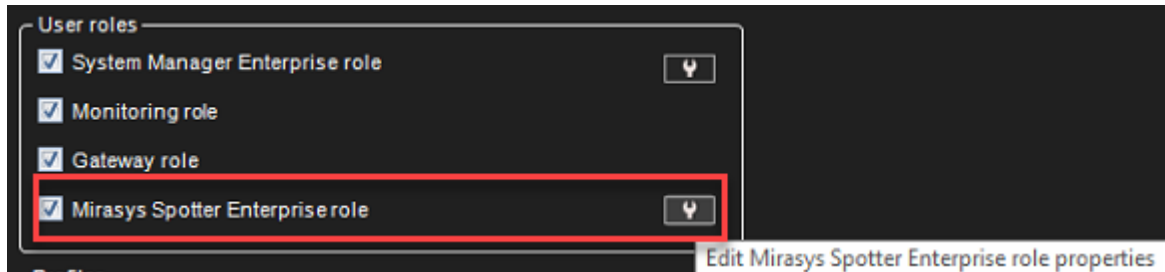 User roles
System Manager Enterprise role
Monitoring role
Gateway role
Mirasys Spotter Enterprise role
Edit Mirasys Spotter Enterprise role properties